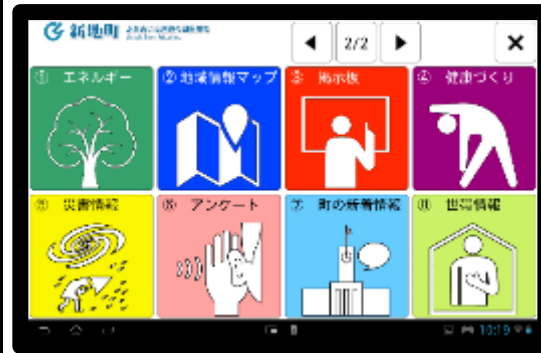 新地町
2/2
① エネルギー
② 地域情報マップ
③ 掲示板
④ 健康づくり
⑤ 災害情報
⑥ アンケート
⑦ 町の新着情報
⑧ 世帯情報
10:19